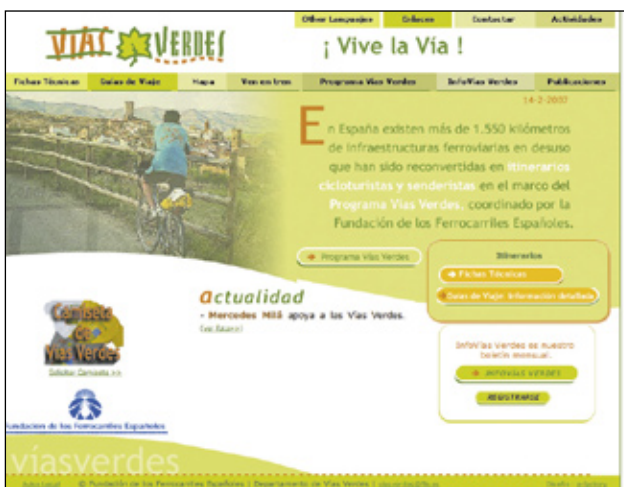 Other Languages Enlaces Contactar Actividades
VIAS VERDES
¡ Vive la Vía !
Fichas Técnicas Guías de Viaje Mapa Ven en tren Programa Vías Verdes InfoVías Verdes Publicaciones
14-2-2007
En España existen más de 1.550 kilómetros
de infraestructuras ferroviarias en desuso
que han sido reconvertidas en itinerarios
cicloturistas y senderistas en el marco del
Programa Vías Verdes, coordinado por la
Fundación de los Ferrocarriles Españoles.
Programa Vías Verdes
Itinerarios
Fichas Técnicas
Guías de Viaje: Información detallada
actualidad
- Mercedes Milá apoya a las Vías Verdes.
Camiseta
de
Vías Verdes
Solicitar Camiseta >>
InfoVías Verdes es nuestro
boletín mensual.
INFOVÍAS VERDES
REGISTRARSE
Fundación de los Ferrocarriles Españoles
víasverdes
Aviso Legal © Fundación de los Ferrocarriles Españoles | Departamento de Vías Verdes |